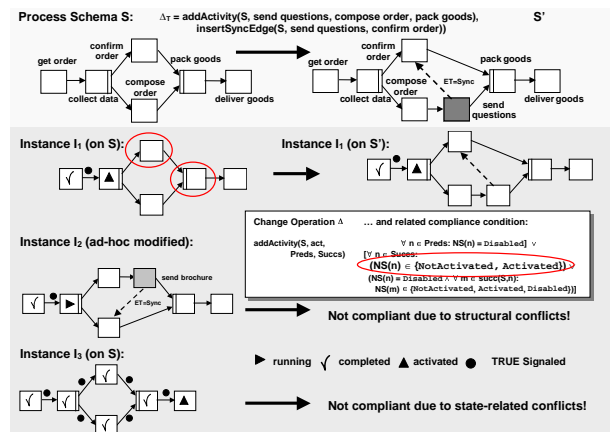 Process Schema S:
ΔT = addActivity(S, send questions, compose order, pack goods),
insertSyncEdge(S, send questions, confirm order))
S'
confirm
order
get order
pack goods
compose
order
collect data
deliver goods
confirm
order
get order
pack goods
compose
order
ET=Sync
collect data
send
questions
deliver goods
Instance I1 (on S):
Instance I1 (on S'):
Change Operation Δ
... and related compliance condition:
addActivity(S, act,
Preds, Succs)
∀ n ∈ Preds: NS(n) = Disabled] ∨
[∀ n ∈ Succs:
(NS(n) ∈ {NotActivated, Activated}) ∨
(NS(n) = Disabled ∧ ∀ m ∈ succ(S,n):
NS(m) ∈ {NotActivated, Activated, Disabled})]
Instance I2 (ad-hoc modified):
send brochure
ET=Sync
Not compliant due to structural conflicts!
Instance I3 (on S):
running
completed
activated
TRUE Signaled
Not compliant due to state-related conflicts!